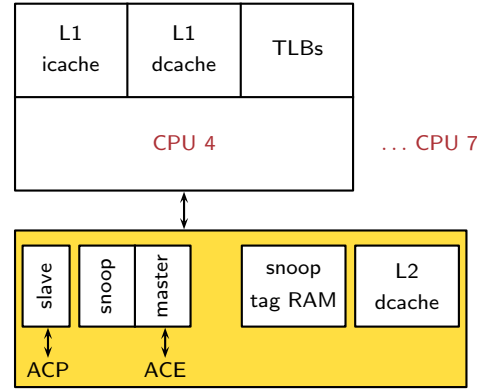 L1
icache
L1
dcache
TLBs
CPU 4
... CPU 7
slave
snoop
master
snoop
tag RAM
L2
dcache
ACP
ACE